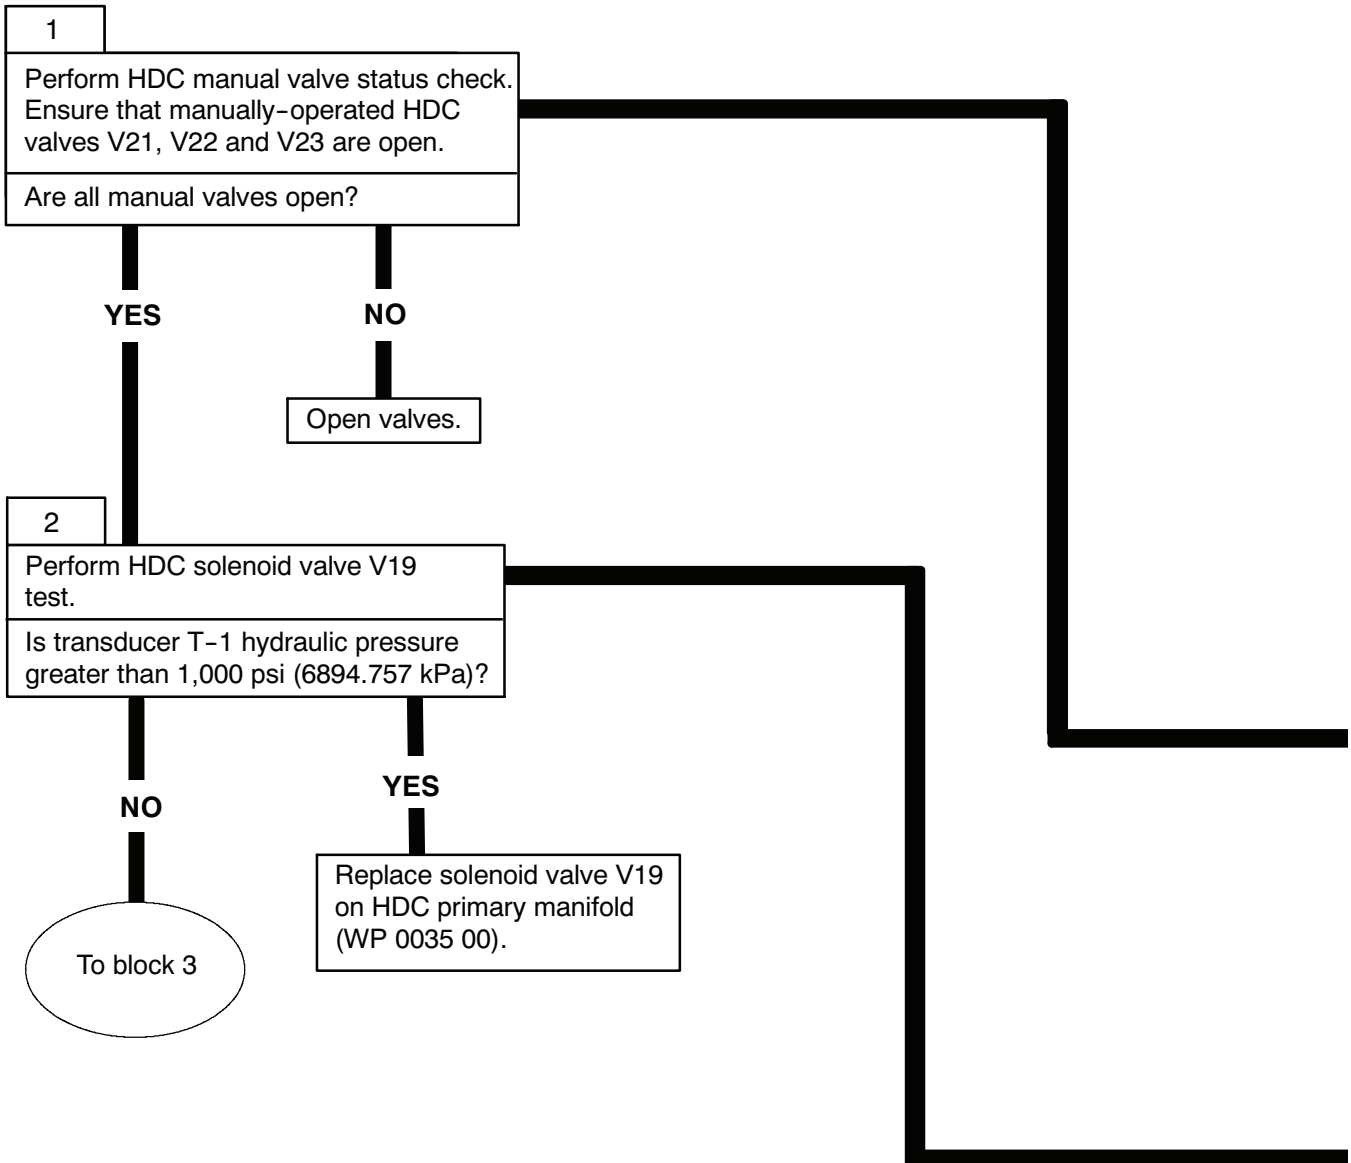 1
Perform HDC manual valve status check.
Ensure that manually-operated HDC
valves V21, V22 and V23 are open.
Are all manual valves open?
YES
NO
Open valves.
2
Perform HDC solenoid valve V19
test.
Is transducer T-1 hydraulic pressure
greater than 1,000 psi (6894.757 kPa)?
NO
YES
To block 3
Replace solenoid valve V19
on HDC primary manifold
(WP 0035 00).